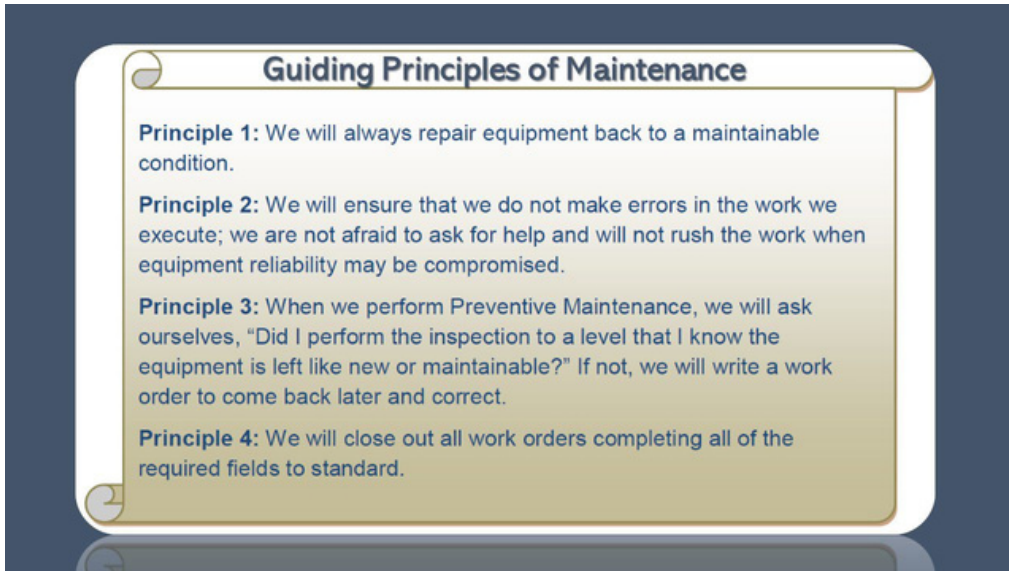 Guiding Principles of Maintenance
Principle 1: We will always repair equipment back to a maintainable
condition.
Principle 2: We will ensure that we do not make errors in the work we
execute; we are not afraid to ask for help and will not rush the work when
equipment reliability may be compromised.
Principle 3: When we perform Preventive Maintenance, we will ask
ourselves, “Did I perform the inspection to a level that I know the
equipment is left like new or maintainable?” If not, we will write a work
order to come back later and correct.
Principle 4: We will close out all work orders completing all of the
required fields to standard.